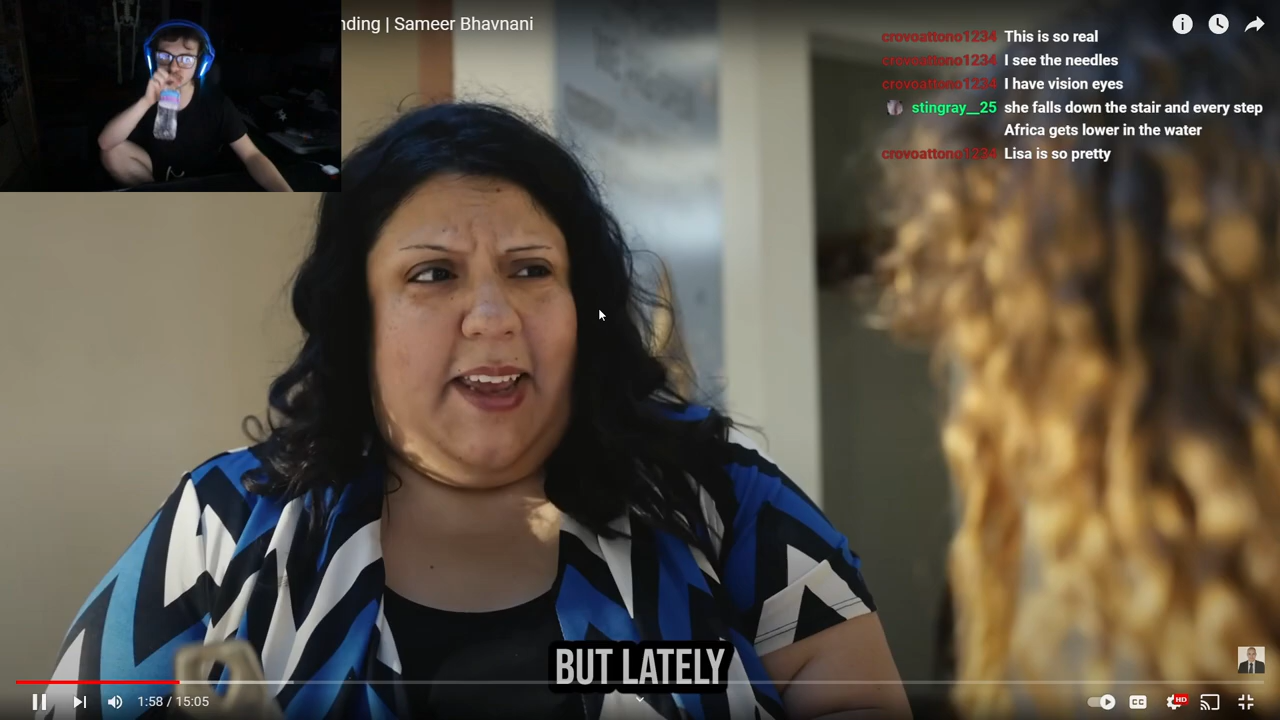 nding | Sameer Bhavnani
crovoattono1234 This is so real
crovoattono1234 I see the needles
crovoattono1234 I have vision eyes
stingray__25 she falls down the stair and every step
Africa gets lower in the water
crovoattono1234 Lisa is so pretty
BUT LATELY
1:58 / 15:05
CC
HD